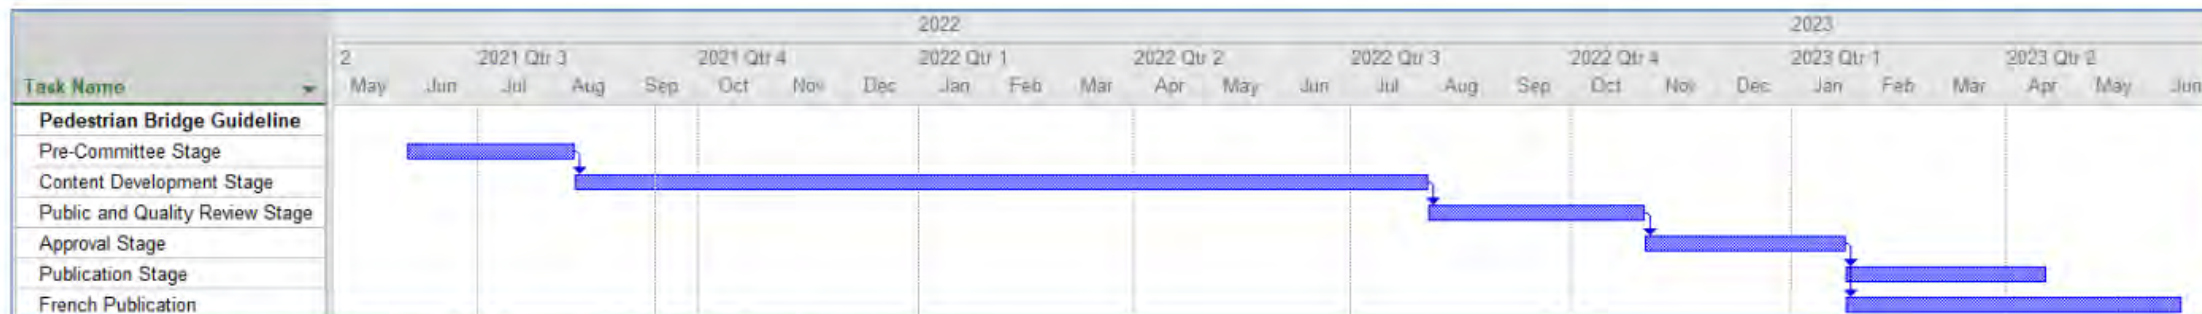 2022 2023
2 2021 Qtr 3 2021 Qtr 4 2022 Qtr 1 2022 Qtr 2 2022 Qtr 3 2022 Qtr 4 2023 Qtr 1 2023 Qtr 2
Task Name May Jun Jul Aug Sep Oct Nov Dec Jan Feb Mar Apr May Jun Jul Aug Sep Oct Nov Dec Jan Feb Mar Apr May Jun
Pedestrian Bridge Guideline
Pre-Committee Stage
Content Development Stage
Public and Quality Review Stage
Approval Stage
Publication Stage
French Publication